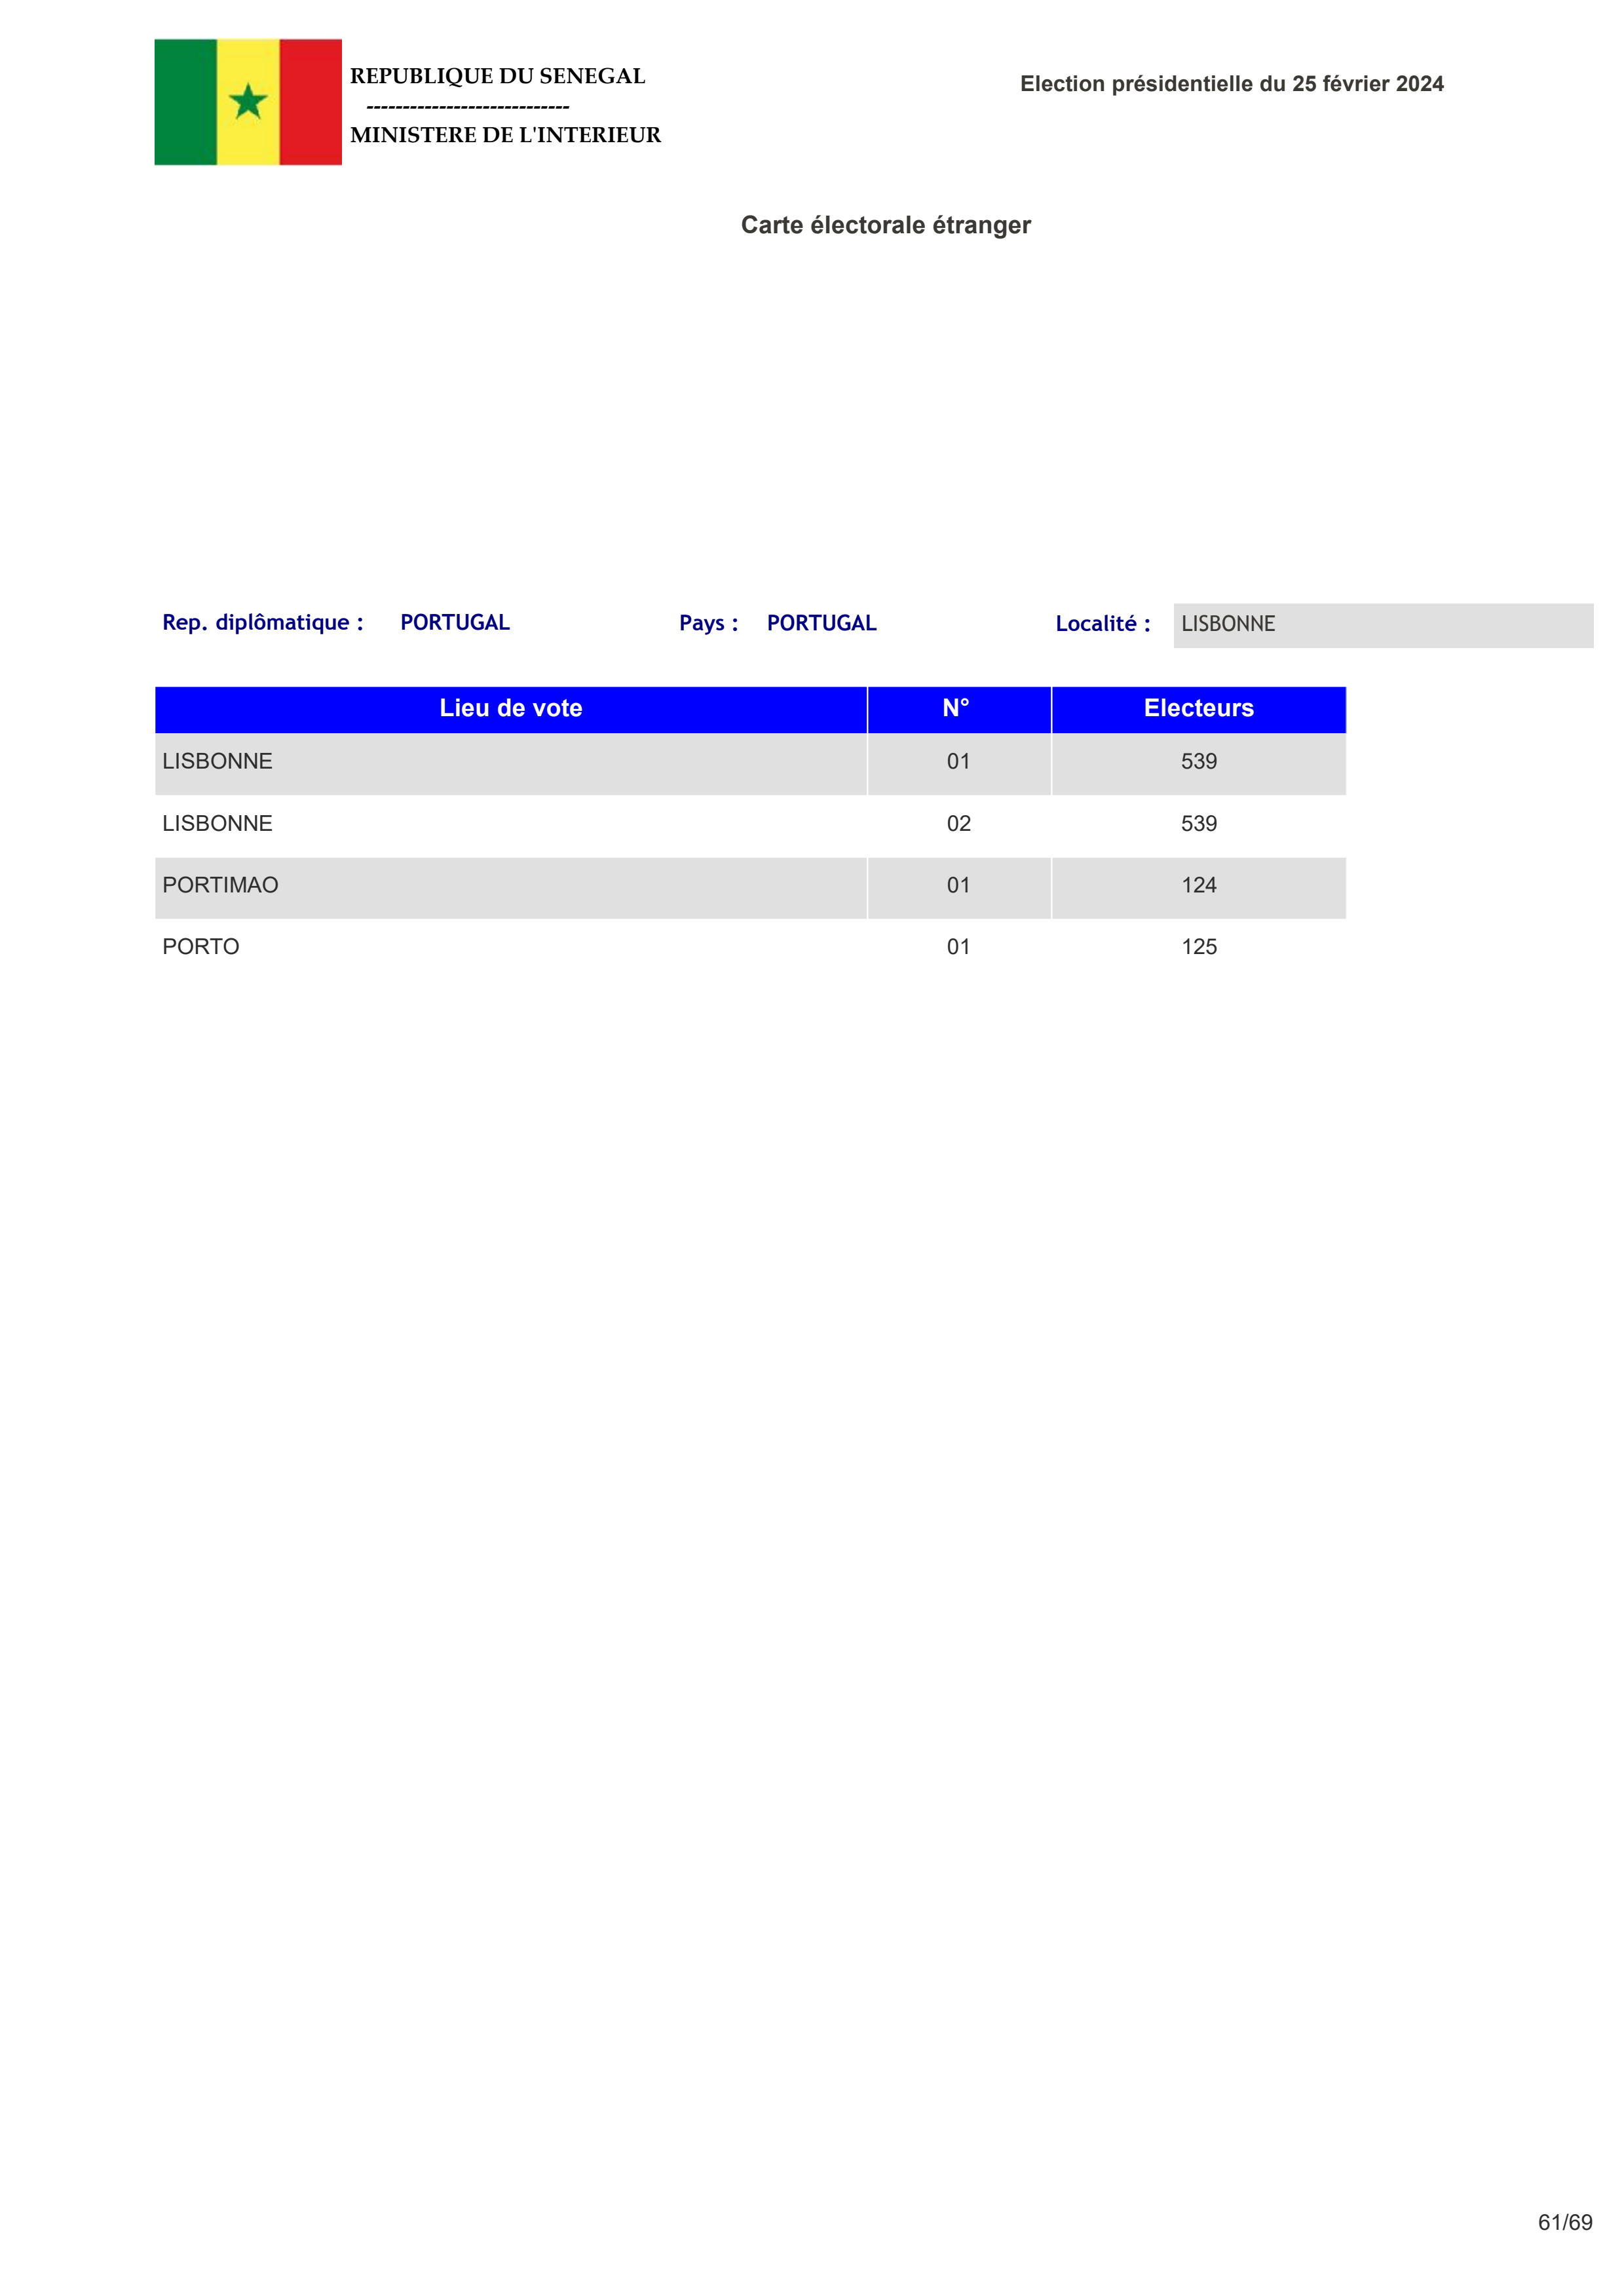 REPUBLIQUE DU SENEGAL
Election présidentielle du 25 février 2024
----------------------------
MINISTERE DE L'INTERIEUR
Carte électorale étranger
Rep. diplômatique : PORTUGAL Pays : PORTUGAL Localité : LISBONNE
Lieu de vote N° Electeurs
LISBONNE 01 539
LISBONNE 02 539
PORTIMAO 01 124
PORTO 01 125
61/69